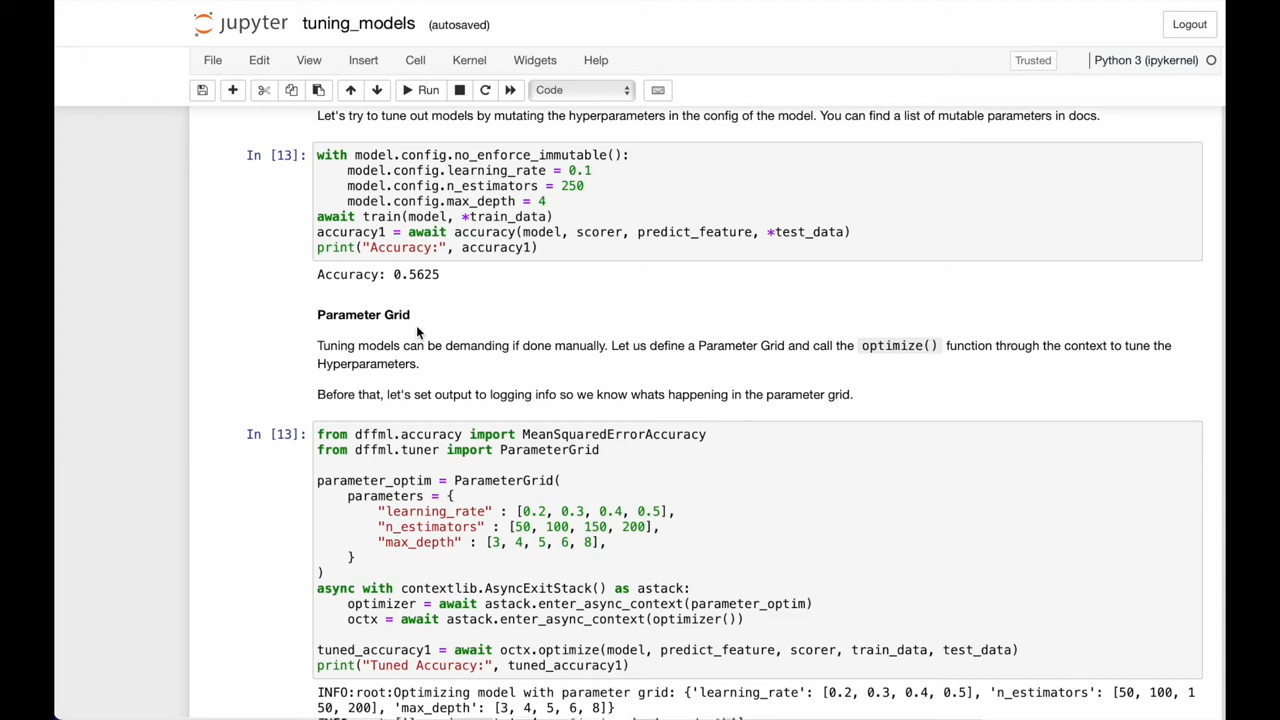 jupyter tuning_models (autosaved) Logout
File Edit View Insert Cell Kernel Widgets Help Trusted Python 3 (ipykernel)
Run Code
Let's try to tune out models by mutating the hyperparameters in the config of the model. You can find a list of mutable parameters in docs.
In [13]: with model.config.no_enforce_immutable():
model.config.learning_rate = 0.1
model.config.n_estimators = 250
model.config.max_depth = 4
await train(model, *train_data)
accuracy1 = await accuracy(model, scorer, predict_feature, *test_data)
print("Accuracy:", accuracy1)
Accuracy: 0.5625
Parameter Grid
Tuning models can be demanding if done manually. Let us define a Parameter Grid and call the optimize() function through the context to tune the
Hyperparameters.
Before that, let's set output to logging info so we know whats happening in the parameter grid.
In [13]: from dffml.accuracy import MeanSquaredErrorAccuracy
from dffml.tuner import ParameterGrid
parameter_optim = ParameterGrid(
parameters = {
"learning_rate" : [0.2, 0.3, 0.4, 0.5],
"n_estimators" : [50, 100, 150, 200],
"max_depth" : [3, 4, 5, 6, 8],
}
)
async with contextlib.AsyncExitStack() as astack:
optimizer = await astack.enter_async_context(parameter_optim)
octx = await astack.enter_async_context(optimizer())
tuned_accuracy1 = await octx.optimize(model, predict_feature, scorer, train_data, test_data)
print("Tuned Accuracy:", tuned_accuracy1)
INFO:root:Optimizing model with parameter grid: {'learning_rate': [0.2, 0.3, 0.4, 0.5], 'n_estimators': [50, 100, 1
50, 200], 'max_depth': [3, 4, 5, 6, 8]}